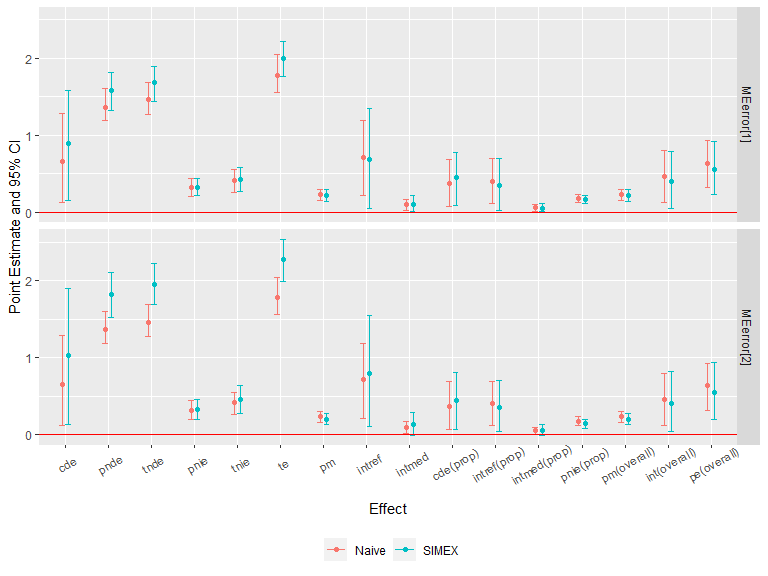 Point Estimate and 95% CI
2
1
0
MEerror[1]
2
1
0
MEerror[2]
cde
pnde
tnde
pnie
tnie
te
pm
intref
intmed
cde(prop)
intref(prop)
intmed(prop)
pnie(prop)
pm(overall)
int(overall)
pe(overall)
Effect
Naive
SIMEX